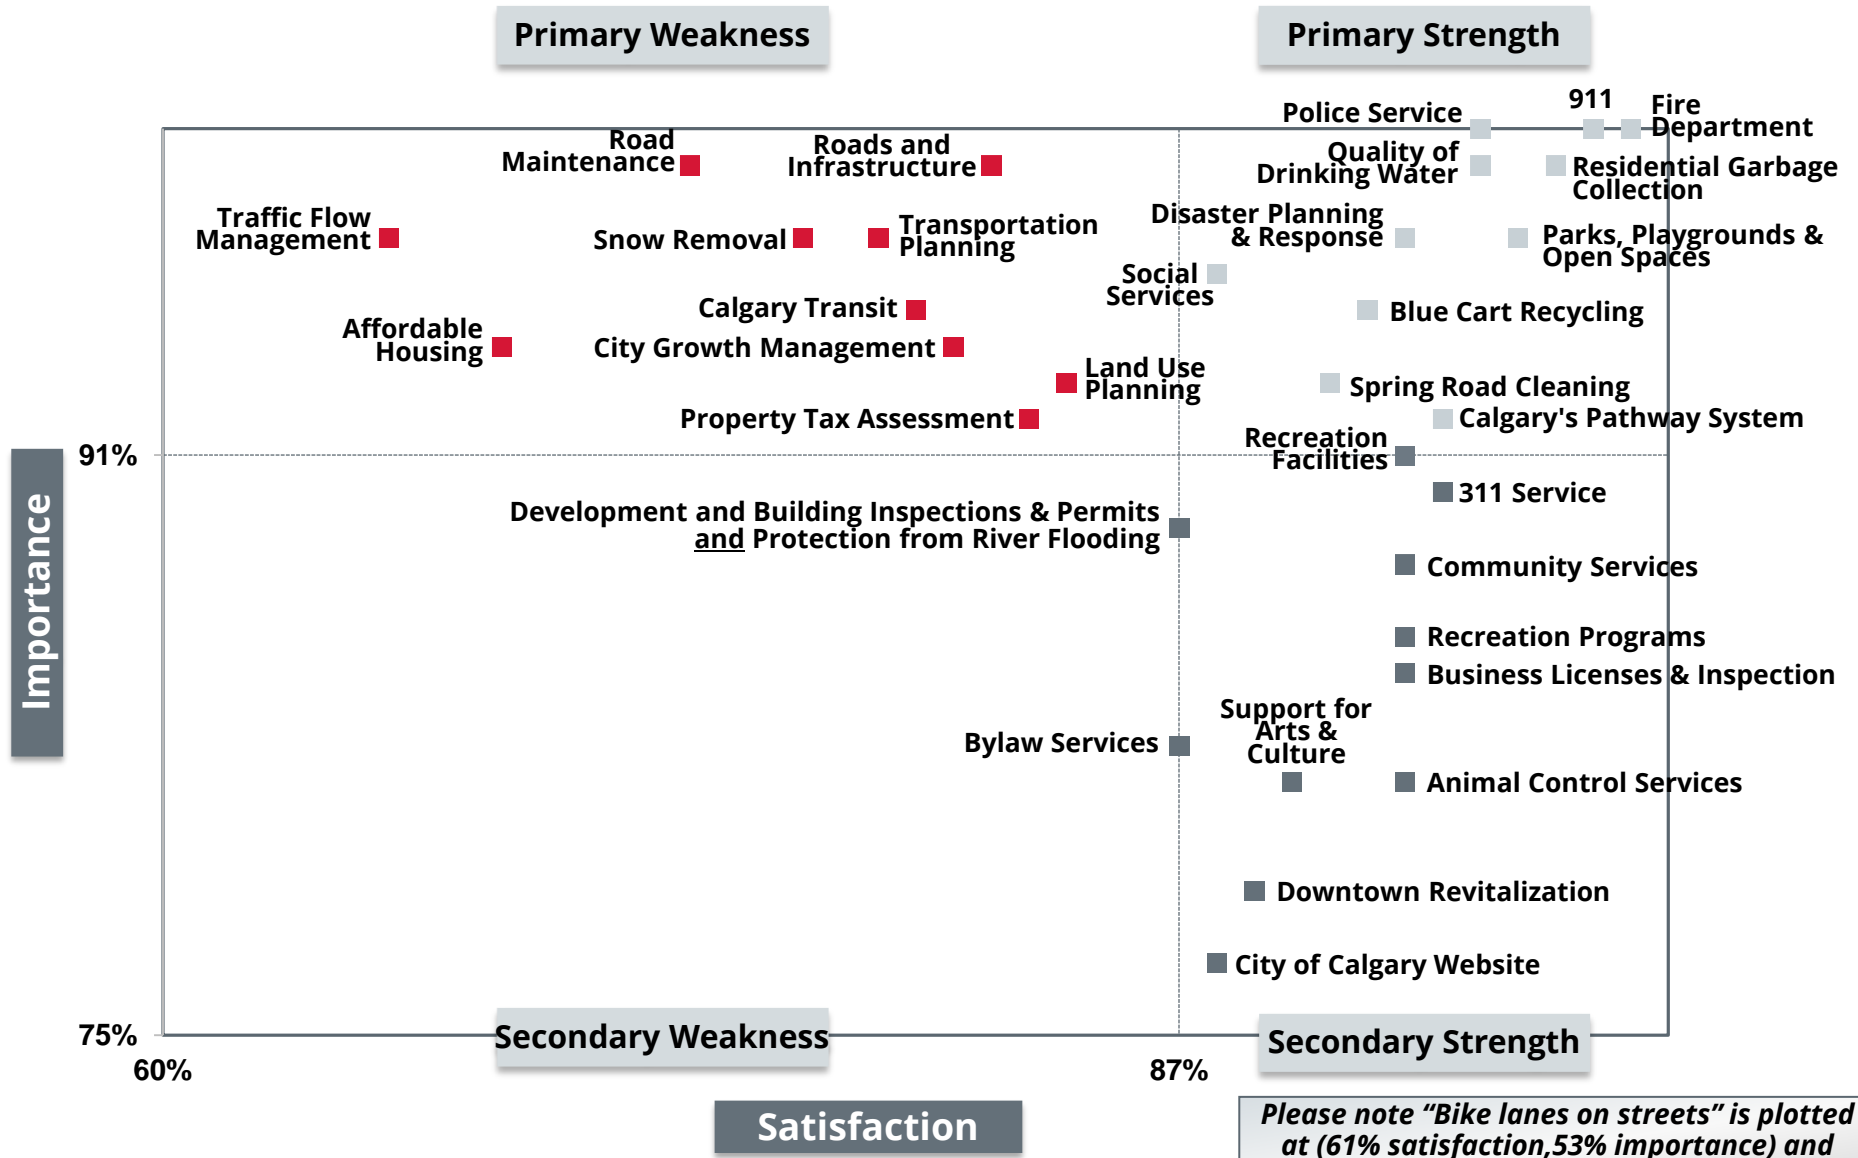 Primary Weakness
Primary Strength
911
Fire
Department
Police Service
Road
Maintenance
Roads and
Infrastructure
Quality of
Drinking Water
Residential Garbage
Collection
Traffic Flow
Management
Snow Removal
Transportation
Planning
Disaster Planning
& Response
Parks, Playgrounds &
Open Spaces
Social
Services
Calgary Transit
Blue Cart Recycling
Affordable
Housing
City Growth Management
Land Use
Planning
Spring Road Cleaning
Property Tax Assessment
Calgary's Pathway System
Recreation
Facilities
91%
311 Service
Development and Building Inspections & Permits
and Protection from River Flooding
Community Services
Importance
Recreation Programs
Business Licenses & Inspection
Support for
Arts &
Culture
Bylaw Services
Animal Control Services
Downtown Revitalization
City of Calgary Website
75%
Secondary Weakness
Secondary Strength
60%
87%
Satisfaction
Please note “Bike lanes on streets” is plotted
at (61% satisfaction,53% importance) and